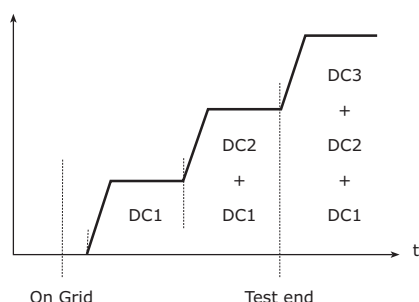 DC3
+
DC2
+
DC1
DC2
+
DC1
DC1
t
On Grid
Test end